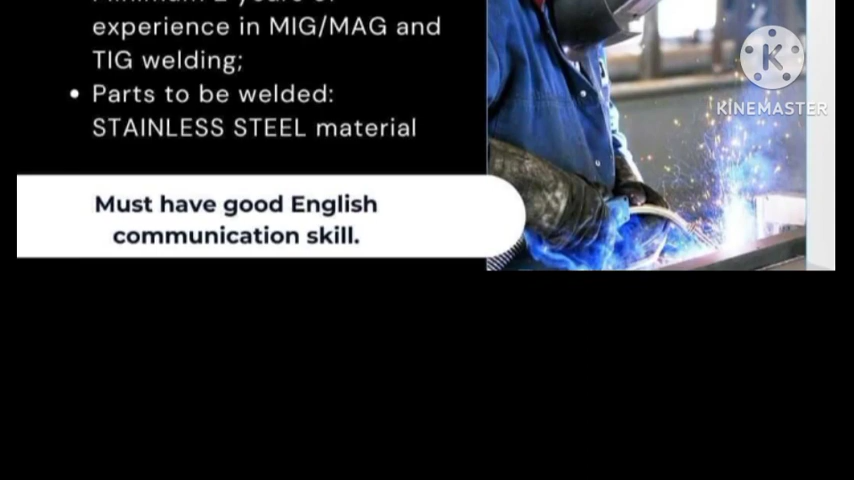 experience in MIG/MAG and
TIG welding;
• Parts to be welded:
STAINLESS STEEL material
Must have good English
communication skill.
K
KINEMASTER